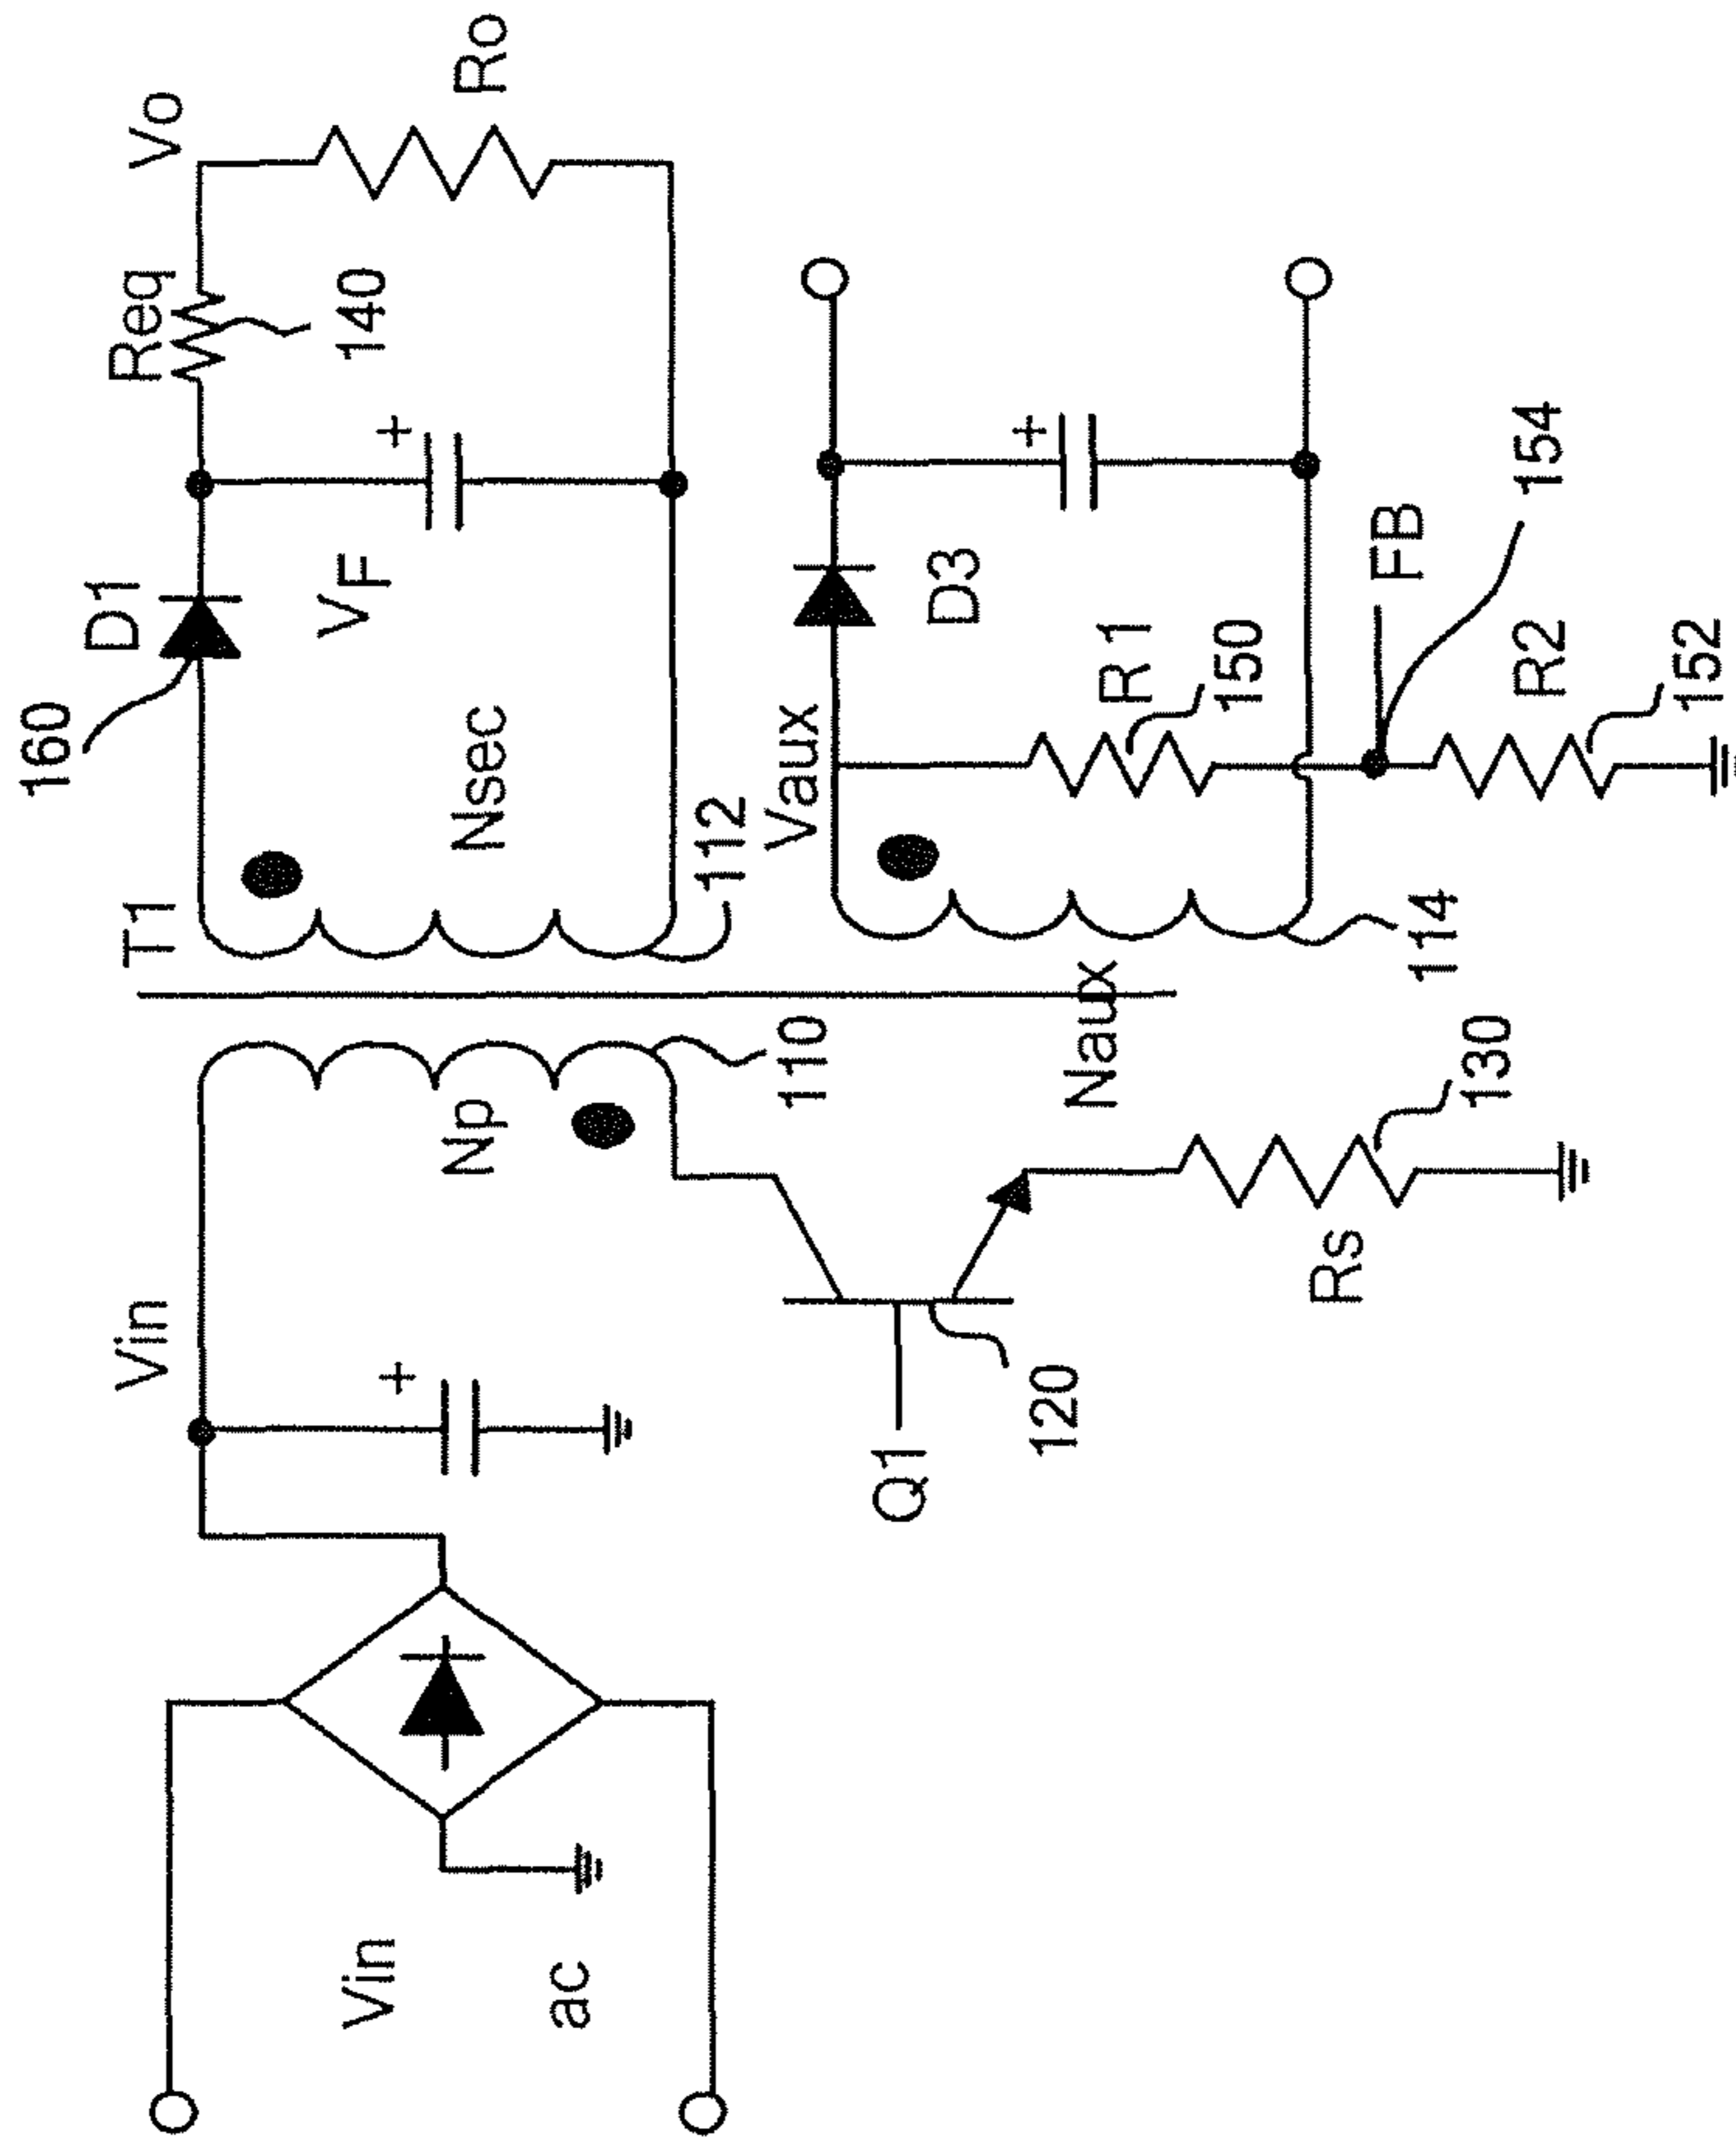 Vin
ac
Vin
Q1
120
Rs
130
Np
110
Naux
T1
Nsec
112
160
D1
VF
Req
140
Vo
Ro
Vaux
114
D3
R1
150
FB
154
R2
152